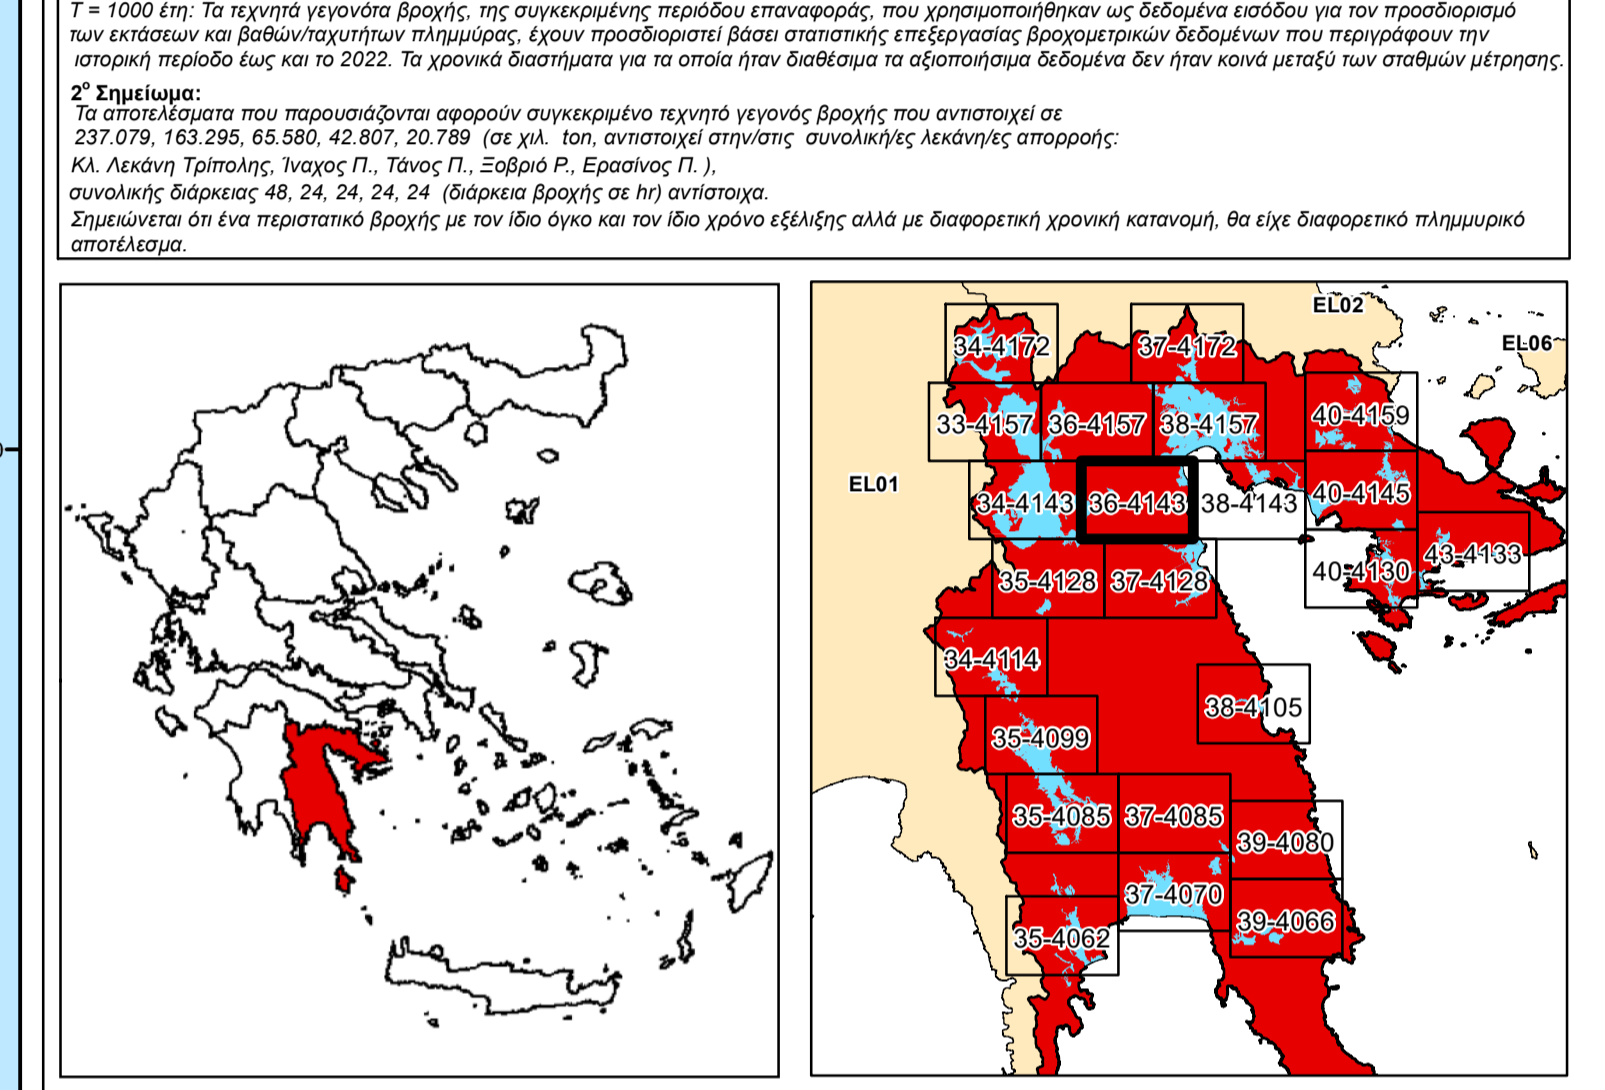 T = 1000 έτη: Τα τεχνητά γεγονότα βροχής, της συγκεκριμένης περιόδου επαναφοράς, που χρησιμοποιήθηκαν ως δεδομένα εισόδου για τον προσδιορισμό
των εκτάσεων και βαθών/ταχυτήτων πλημμύρας, έχουν προσδιοριστεί βάσει στατιστικής επεξεργασίας βροχομετρικών δεδομένων που περιγράφουν την
ιστορική περίοδο έως και το 2022. Τα χρονικά διαστήματα για τα οποία ήταν διαθέσιμα τα αξιοποιήσιμα δεδομένα δεν ήταν κοινά μεταξύ των σταθμών μέτρησης.
2ο Σημείωμα:
Τα αποτελέσματα που παρουσιάζονται αφορούν συγκεκριμένο τεχνητό γεγονός βροχής που αντιστοιχεί σε
237.079, 163.295, 65.580, 42.807, 20.789 (σε χιλ. ton, αντιστοιχεί στην/στις συνολική/ες λεκάνη/ες απορροής:
Κλ. Λεκάνη Τρίπολης, Ίναχος Π., Τάνος Π., Ξοβριό Ρ., Ερασίνος Π. ),
συνολικής διάρκειας 48, 24, 24, 24, 24 (διάρκεια βροχής σε hr) αντίστοιχα.
Σημειώνεται ότι ένα περιστατικό βροχής με τον ίδιο όγκο και τον ίδιο χρόνο εξέλιξης αλλά με διαφορετική χρονική κατανομή, θα είχε διαφορετικό πλημμυρικό
αποτέλεσμα.
EL02
EL06
34-4172
37-4172
33-4157
36-4157
38-4157
40-4159
EL01
34-4143
36-4143
38-4143
40-4145
35-4128
37-4128
40-4130
43-4133
34-4114
38-4105
35-4099
35-4085
37-4085
39-4080
37-4070
39-4066
35-4062